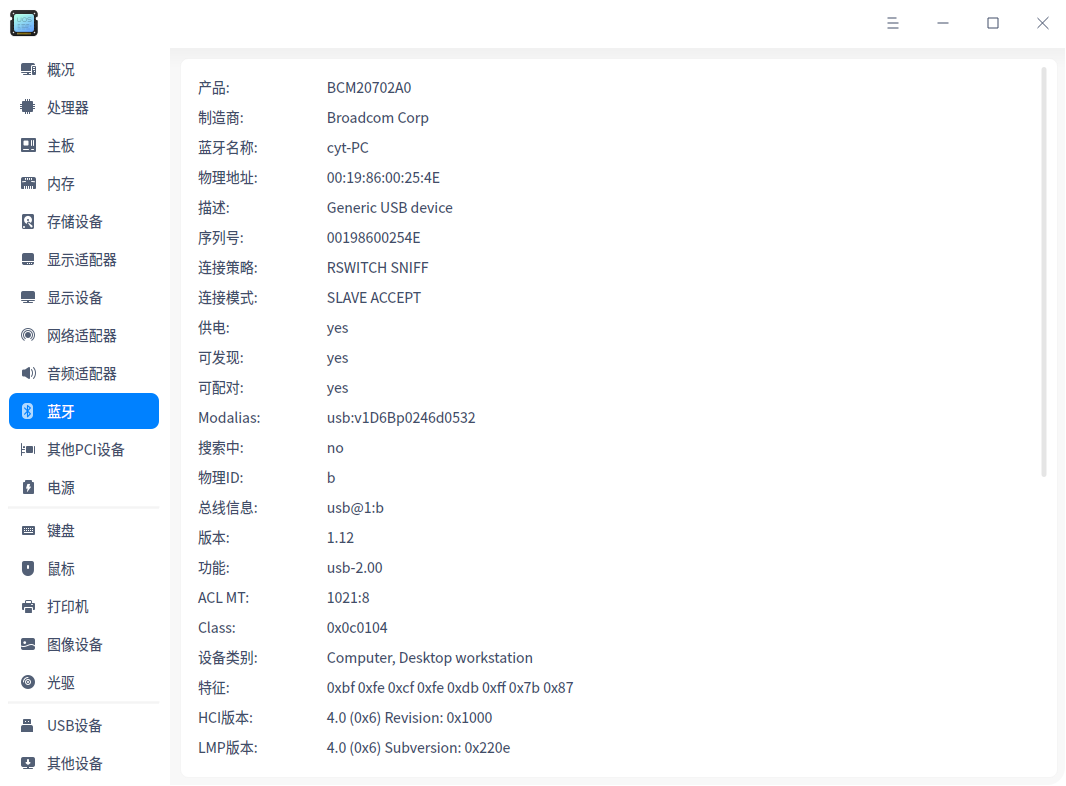 UOS
概况
处理器
主板
内存
存储设备
显示适配器
显示设备
网络适配器
音频适配器
蓝牙
其他PCI设备
电源
键盘
鼠标
打印机
图像设备
光驱
USB设备
其他设备
产品: BCM20702A0
制造商: Broadcom Corp
蓝牙名称: cyt-PC
物理地址: 00:19:86:00:25:4E
描述: Generic USB device
序列号: 00198600254E
连接策略: RSWITCH SNIFF
连接模式: SLAVE ACCEPT
供电: yes
可发现: yes
可配对: yes
Modalias: usb:v1D6Bp0246d0532
搜索中: no
物理ID: b
总线信息: usb@1:b
版本: 1.12
功能: usb-2.00
ACL MT: 1021:8
Class: 0x0c0104
设备类别: Computer, Desktop workstation
特征: 0xbf 0xfe 0xcf 0xfe 0xdb 0xff 0x7b 0x87
HCI版本: 4.0 (0x6) Revision: 0x1000
LMP版本: 4.0 (0x6) Subversion: 0x220e